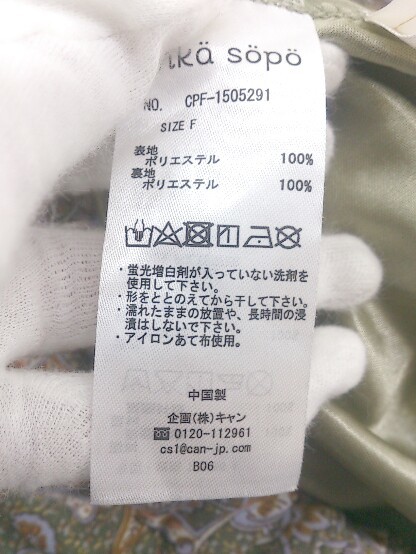 ikä söpö
NO. CPF-1505291
SIZE F
表地
ポリエステル 100%
裏地
ポリエステル 100%
・蛍光増白剤が入っていない洗剤を
使用して下さい。
・形をととのえてから干して下さい。
・濡れたままの放置や、長時間の浸
漬はしないで下さい。
・アイロンあて布使用。
中国製
企画(株)キャン
0120-112961
cs1@can-jp.com
B06